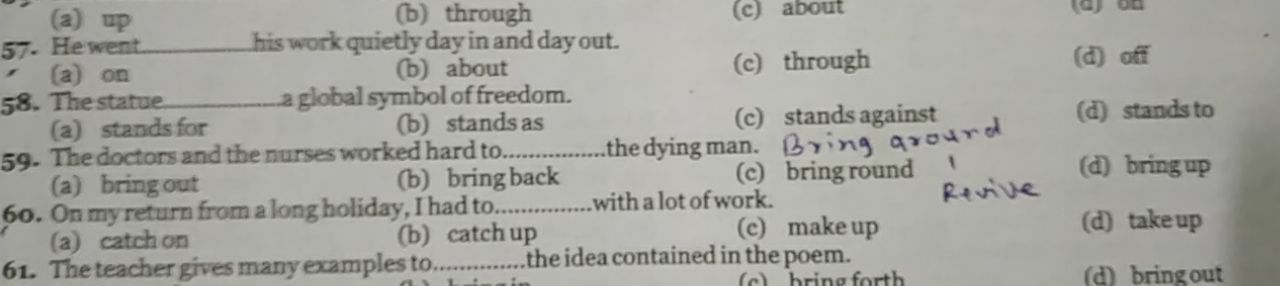 (a) up (b) through (c) about (d) on
57. He went............his work quietly day in and day out.
(a) on (b) about (c) through (d) off
58. The statue................a global symbol of freedom.
(a) stands for (b) stands as (c) stands against (d) stands to
59. The doctors and the nurses worked hard to.................the dying man. Bring around
(a) bring out (b) bring back (c) bring round (d) bring up
Revive
60. On my return from a long holiday, I had to................with a lot of work.
(a) catch on (b) catch up (c) make up (d) take up
61. The teacher gives many examples to..............the idea contained in the poem.
(b) bring in (c) bring forth (d) bring out